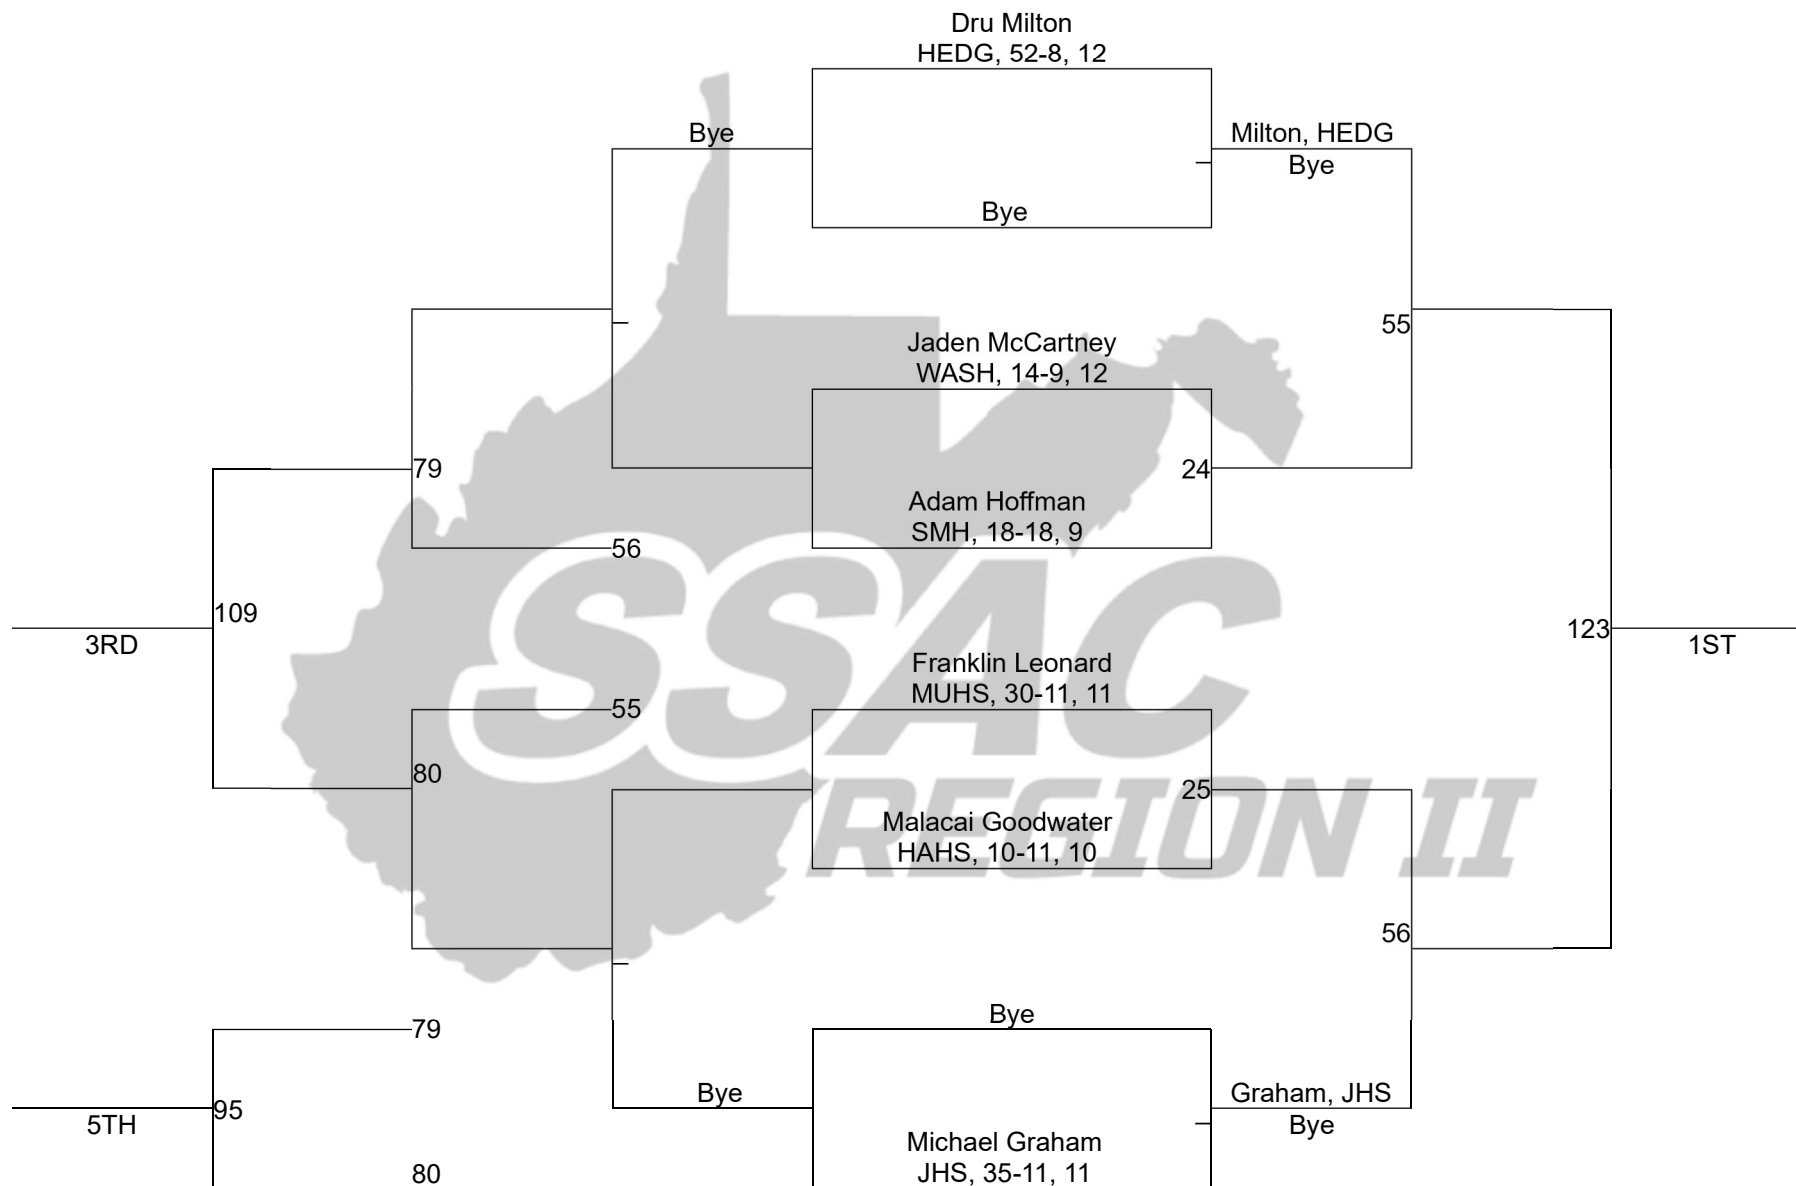 Dru Milton
HEDG, 52-8, 12
Bye
Milton, HEDG
Bye
Bye
55
Jaden McCartney
WASH, 14-9, 12
79
24
Adam Hoffman
SMH, 18-18, 9
56
109
3RD
123
1ST
Franklin Leonard
MUHS, 30-11, 11
55
80
25
Malacai Goodwater
HAHS, 10-11, 10
56
SSAC
REGION II
Bye
79
Bye
Graham, JHS
Bye
95
5TH
Michael Graham
JHS, 35-11, 11
80